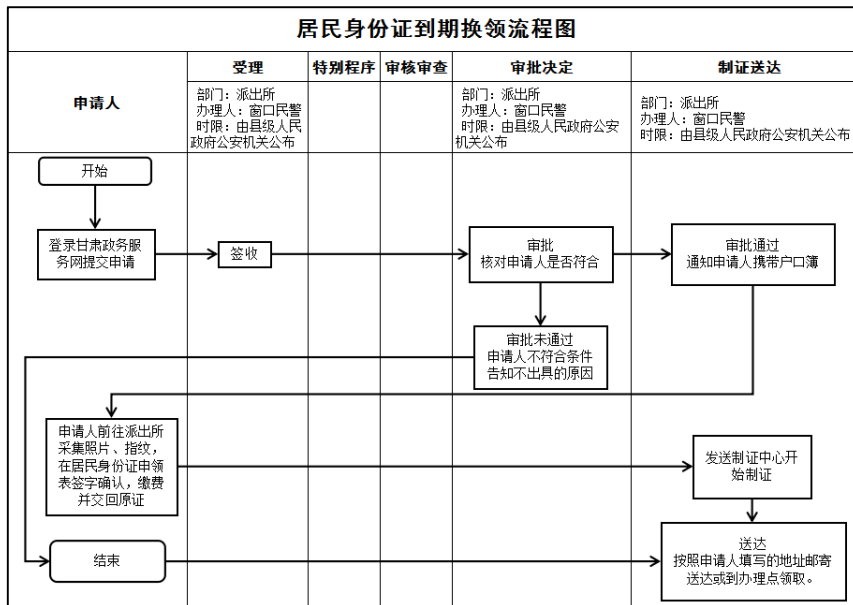 居民身份证到期换领流程图
申请人
受理
特别程序
审核审查
审批决定
制证送达
部门：派出所
办理人：窗口民警
时限：由县级人民
政府公安机关公布
部门：派出所
办理人：窗口民警
时限：由县级人民政府公安
机关公布
部门：派出所
办理人：窗口民警
时限：由县级人民政府公安机关公布
开始
登录甘肃政务服
务网提交申请
签收
审批
核对申请人是否符合
审批通过
通知申请人携带户口簿
审批未通过
申请人不符合条件
告知不出具的原因
申请人前往派出所
采集照片、指纹，
在居民身份证申领
表签字确认，缴费
并交回原证
发送制证中心开
始制证
结束
送达
按照申请人填写的地址邮寄
送达或到办理点领取。